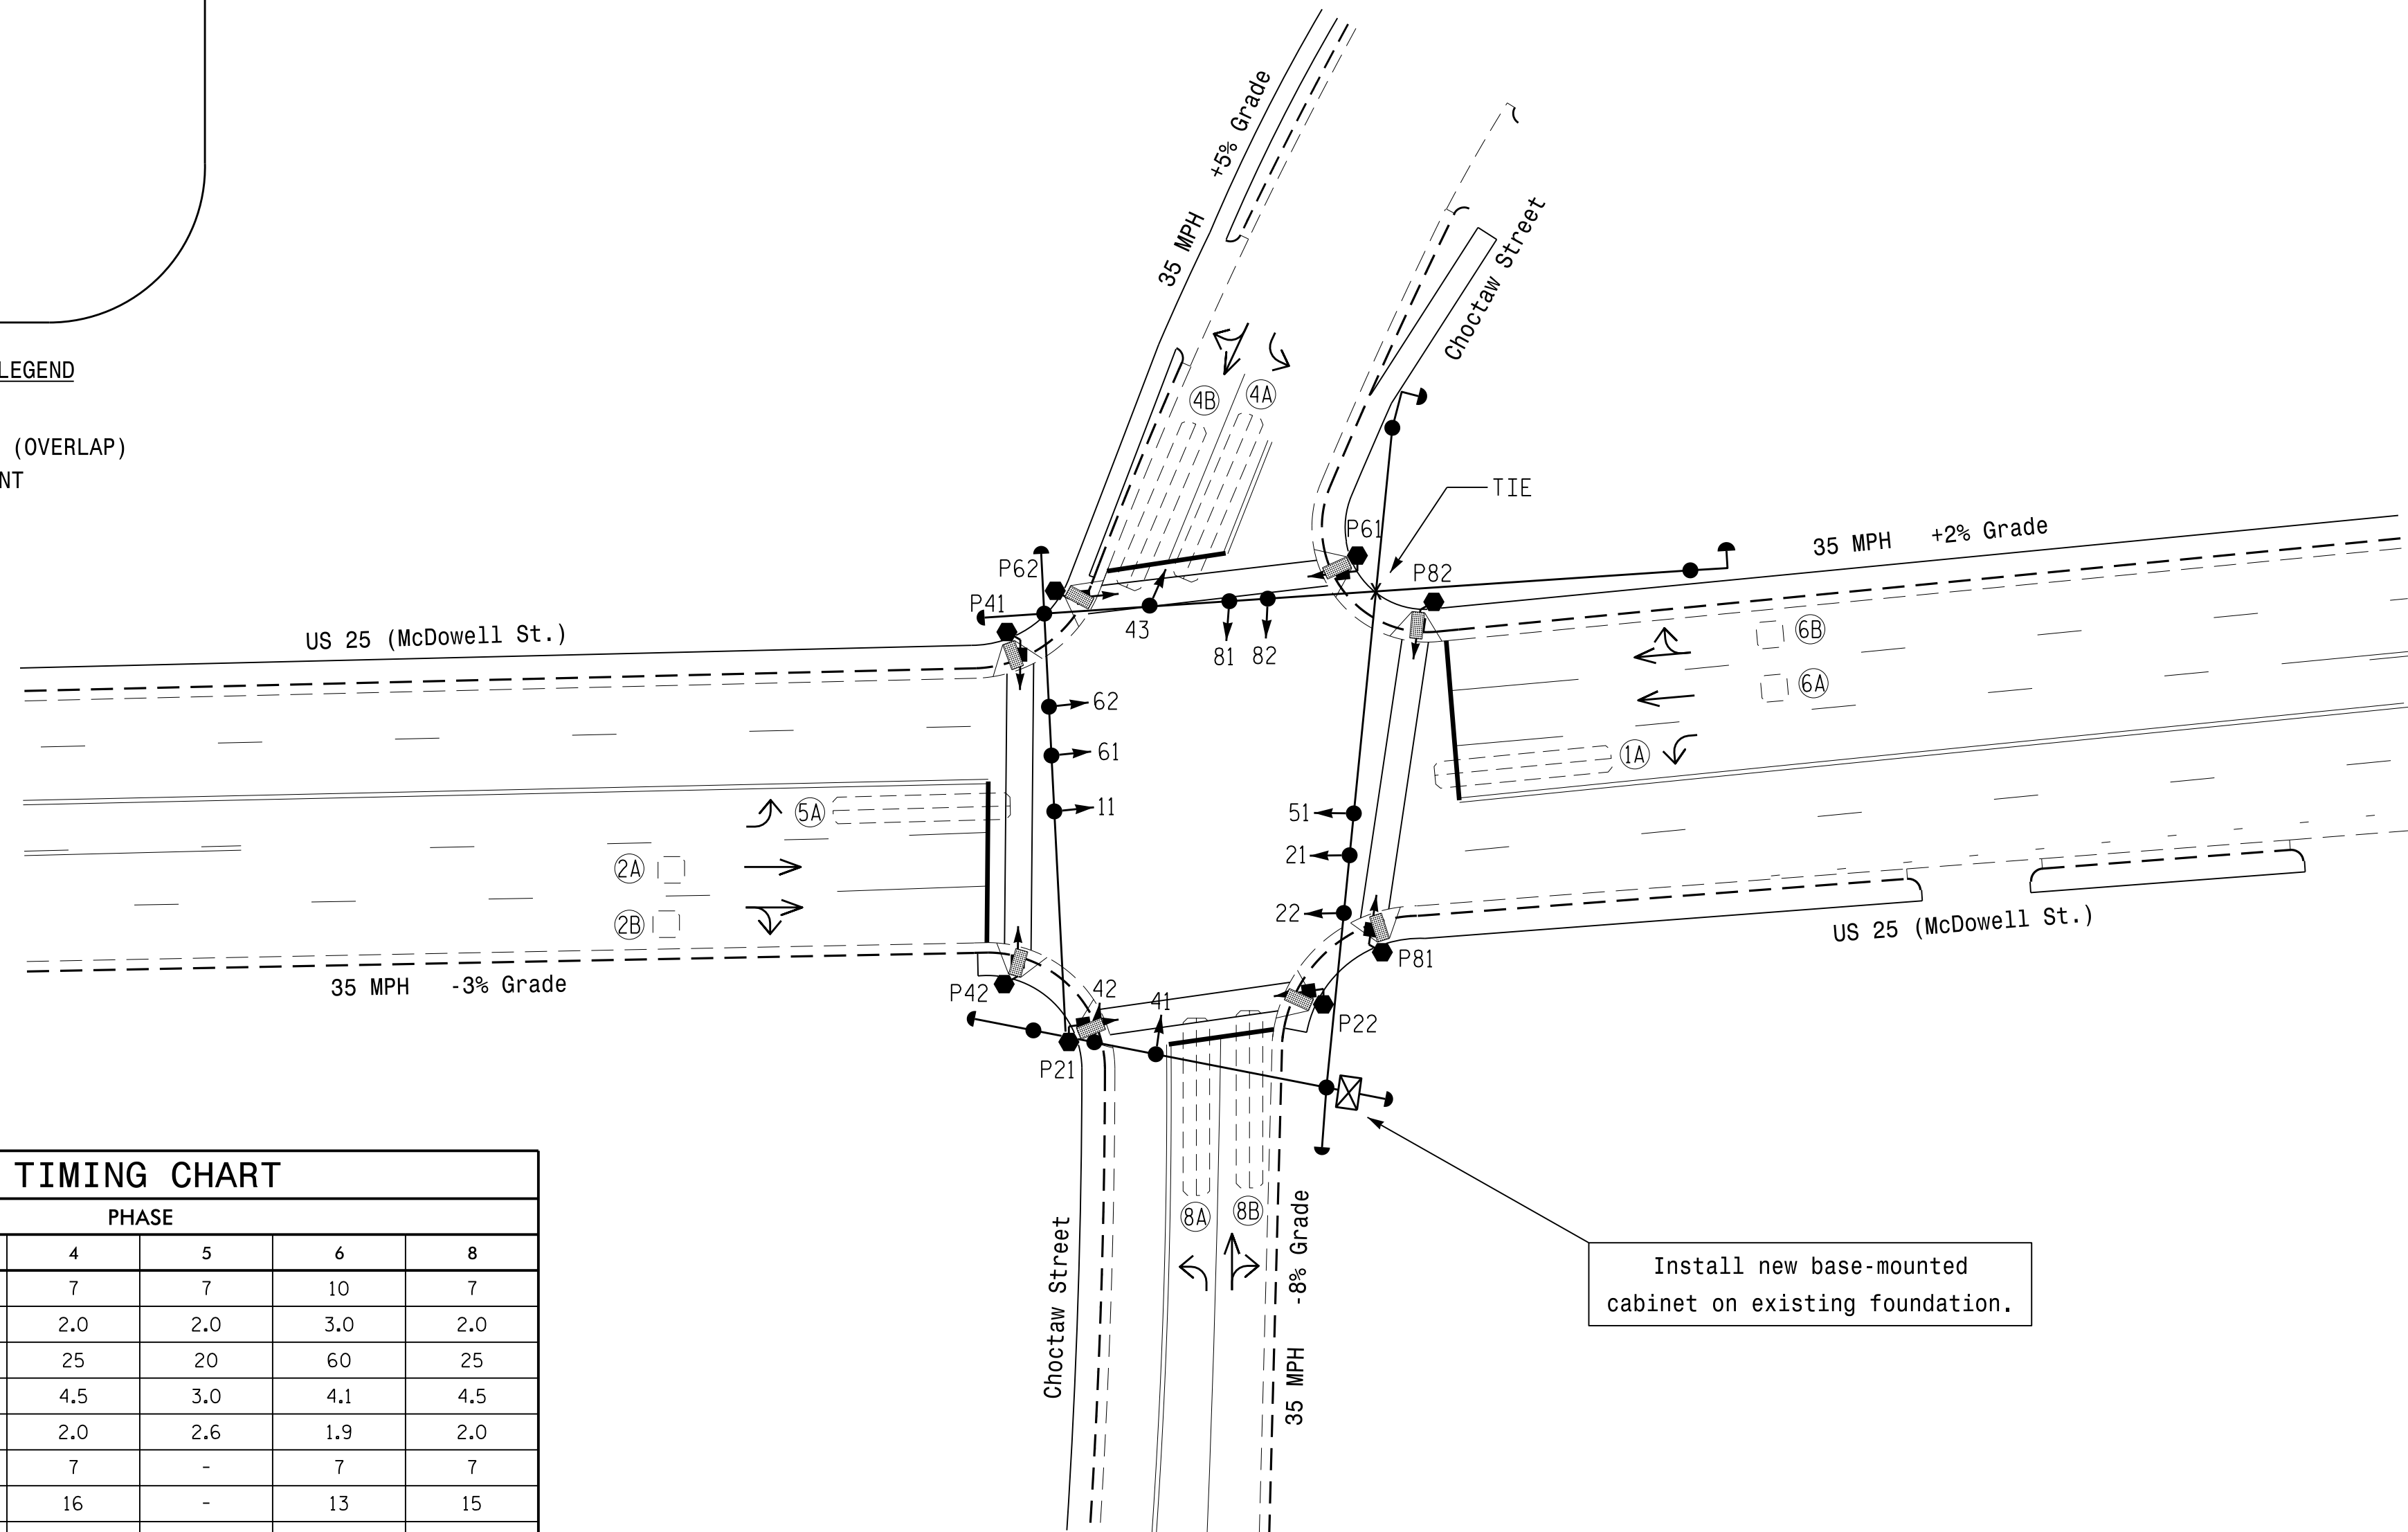 LEGEND
(OVERLAP)
NT
35 MPH +5% Grade
Choctaw Street
4B
4A
TIE
P61
P62
P82
P41
35 MPH +2% Grade
US 25 (McDowell St.)
43
81
82
6B
6A
62
61
11
1A
5A
51
2A
21
2B
22
US 25 (McDowell St.)
35 MPH -3% Grade
P81
P42
42
41
P22
P21
8A
8B
Choctaw Street
35 MPH -8% Grade
Install new base-mounted
cabinet on existing foundation.
TIMING CHART
PHASE
4 5 6 8
7 7 10 7
2.0 2.0 3.0 2.0
25 20 60 25
4.5 3.0 4.1 4.5
2.0 2.6 1.9 2.0
7 - 7 7
16 - 13 15